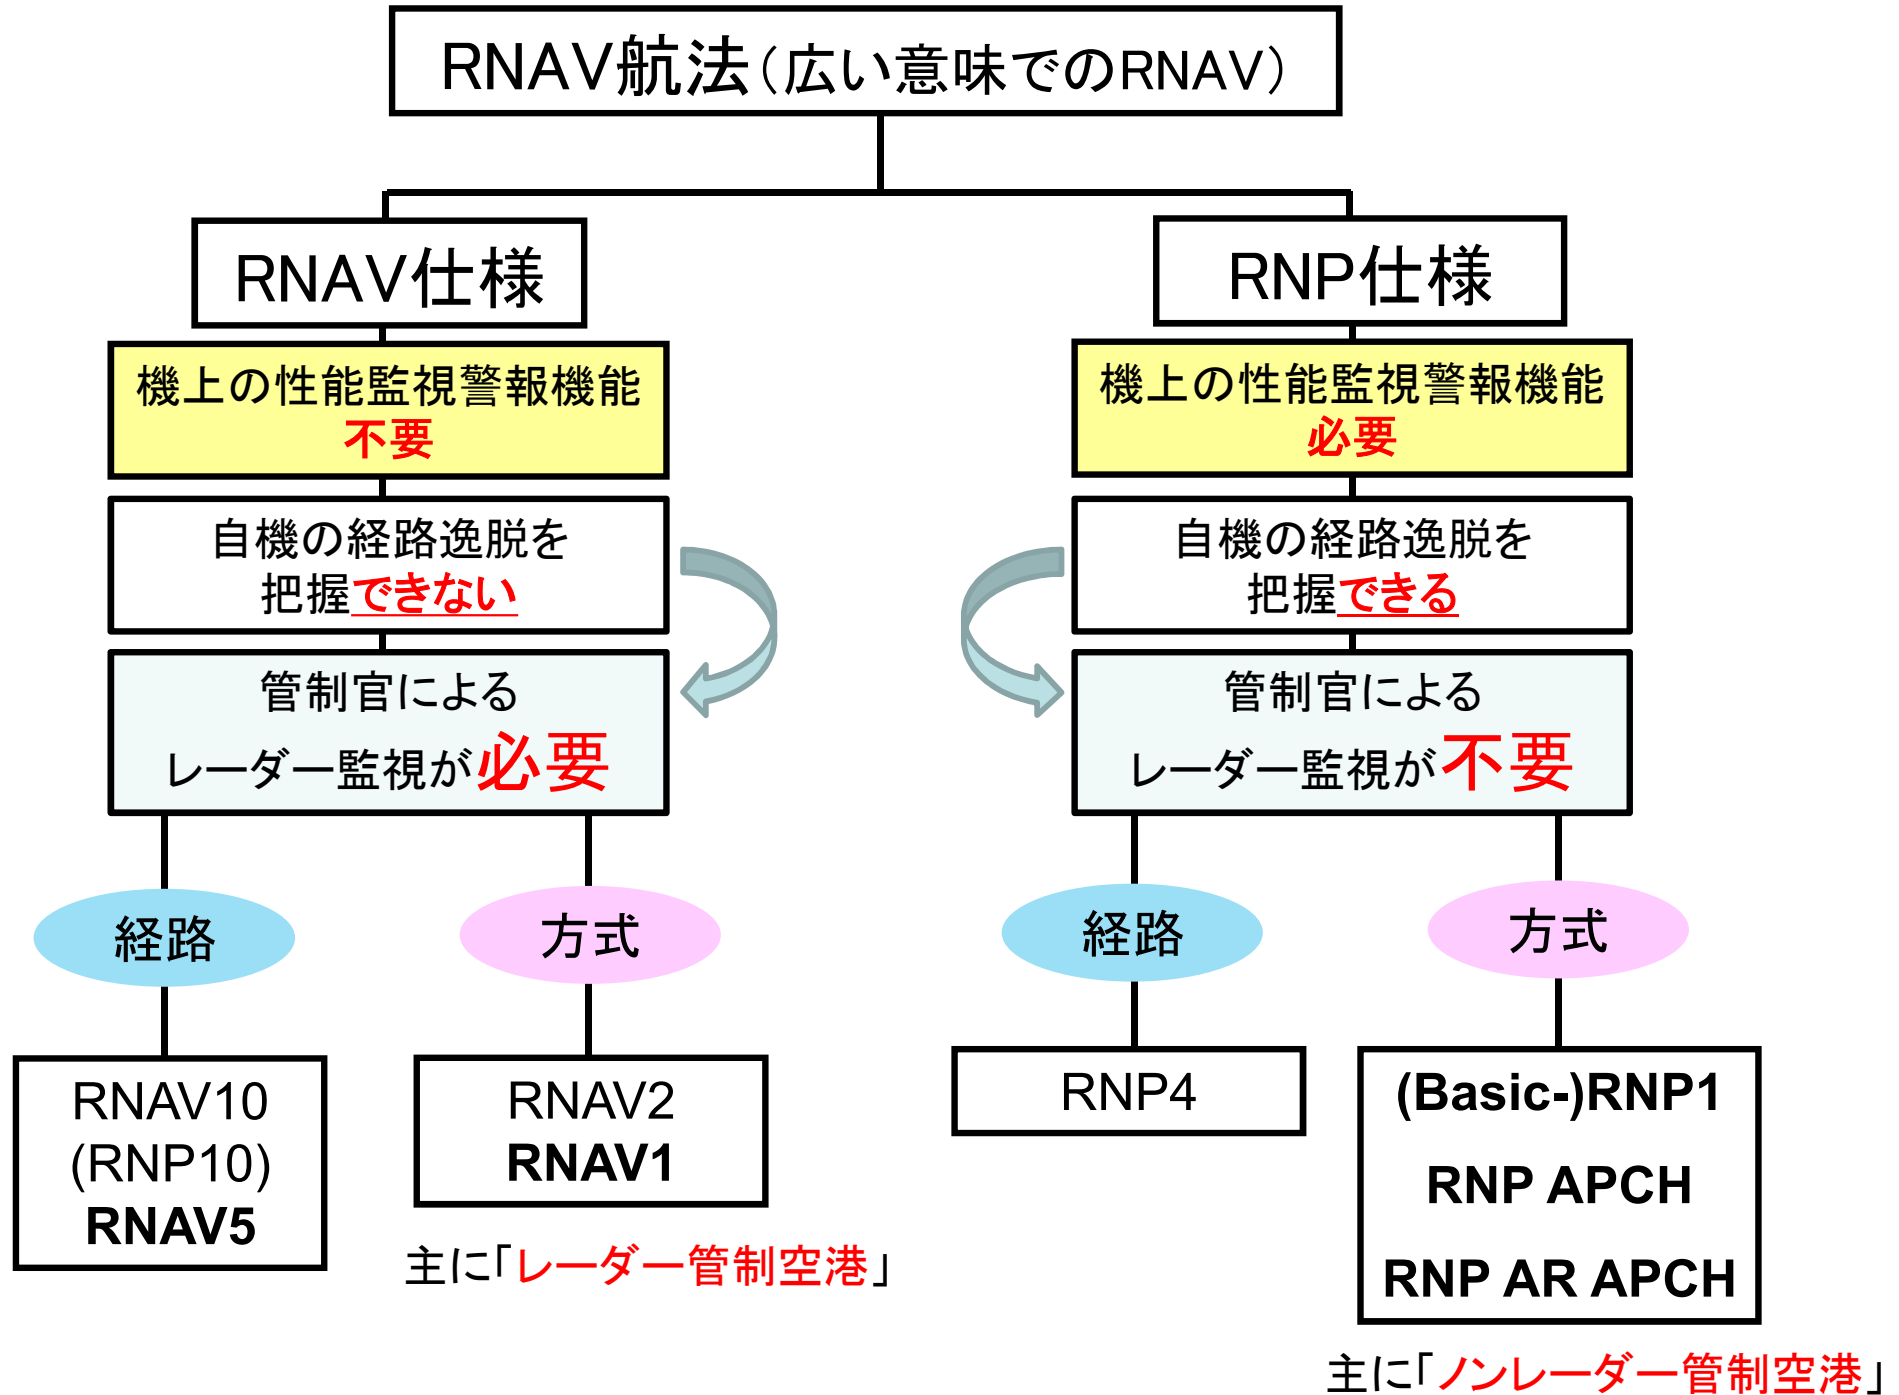 RNAV航法（広い意味でのRNAV）
RNAV仕様
機上の性能監視警報機能
不要
自機の経路逸脱を
把握できない
管制官による
レーダー監視が必要
経路
方式
RNAV10
(RNP10)
RNAV5
RNAV2
RNAV1
主に「レーダー管制空港」
RNP仕様
機上の性能監視警報機能
必要
自機の経路逸脱を
把握できる
管制官による
レーダー監視が不要
経路
方式
RNP4
(Basic-)RNP1
RNP APCH
RNP AR APCH
主に「ノンレーダー管制空港」